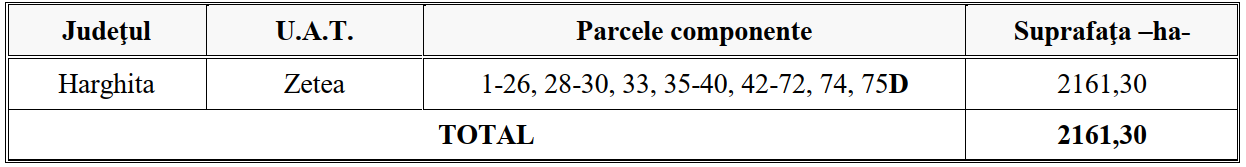 Judeţul U.A.T. Parcele componente Suprafaţa –ha-
Harghita Zetea 1-26, 28-30, 33, 35-40, 42-72, 74, 75D 2161,30
TOTAL 2161,30